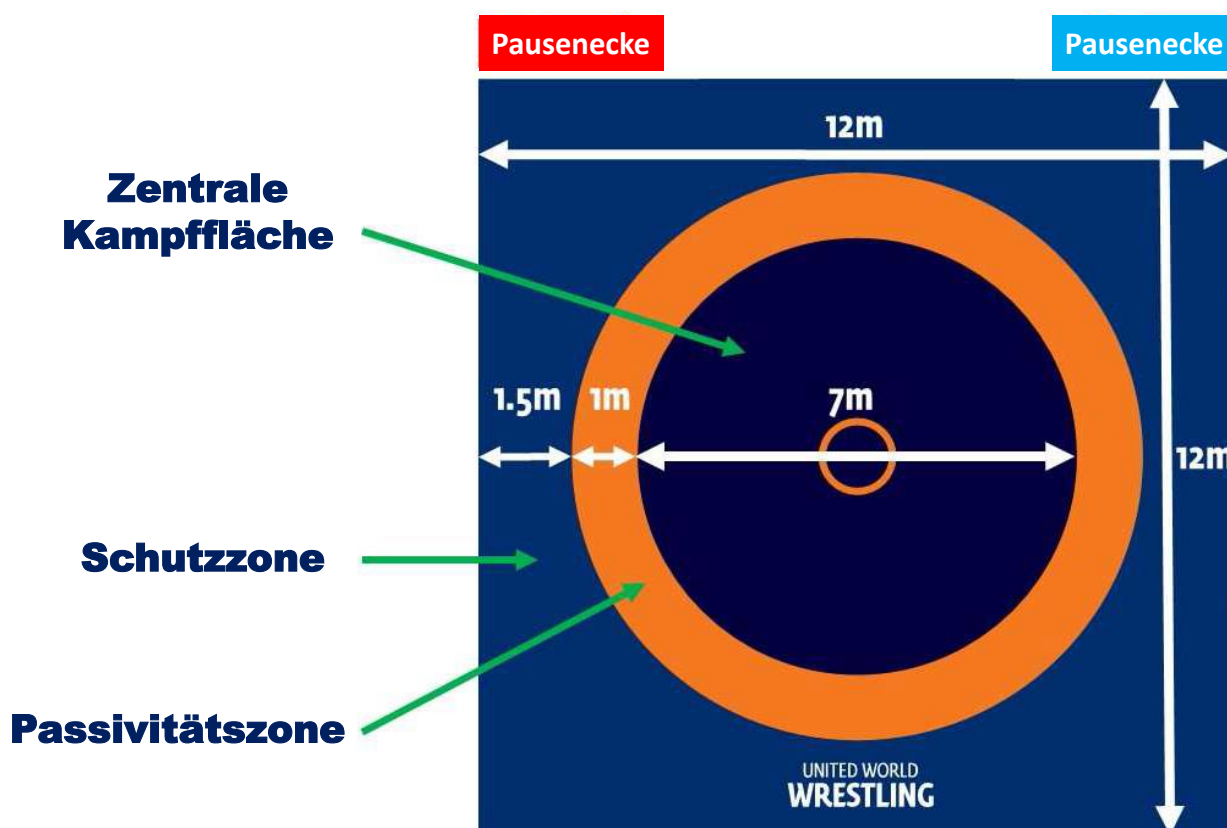 Pausenecke
Pausenecke
12m
Zentrale
Kampffläche
1.5m
1m
7m
12m
Schutzzone
Passivitätszone
UNITED WORLD
WRESTLING